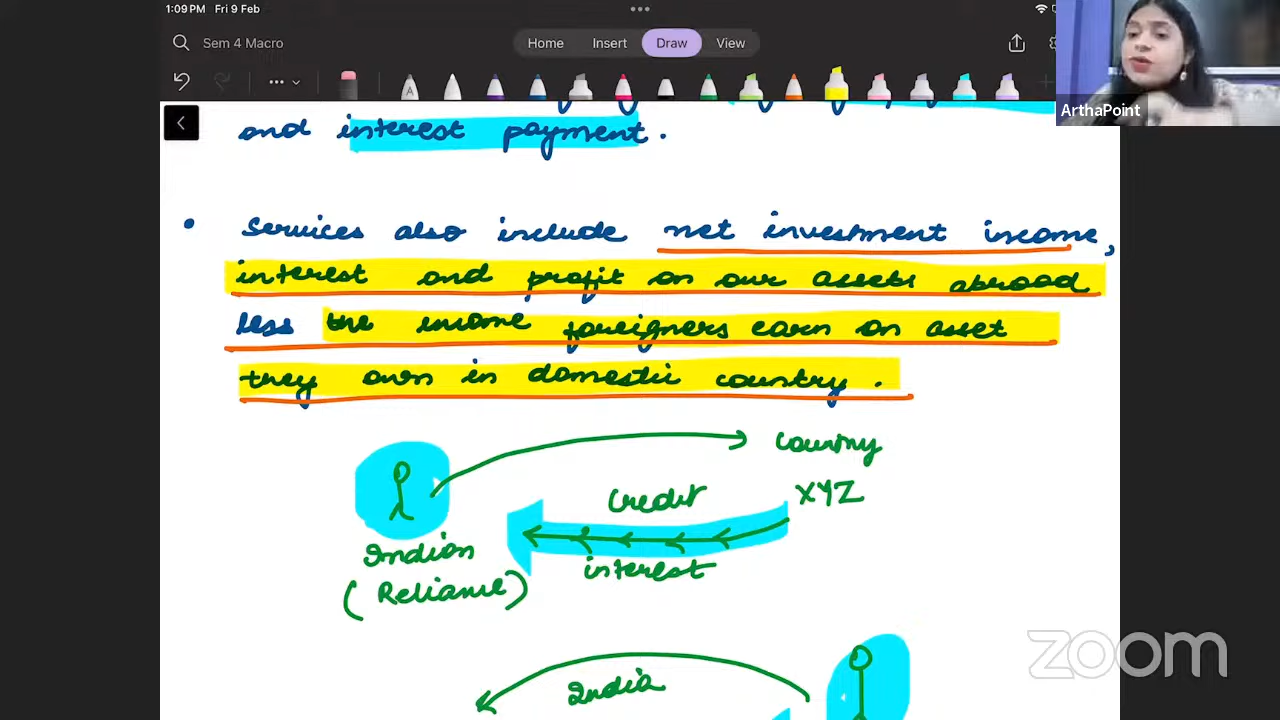 1:09 PM Fri 9 Feb
Sem 4 Macro
Home Insert Draw View
A
ArthaPoint
and interest payment.
• Services also include net investment income,
interest and profit on our assets abroad
less the income foreigners earn on asset
they own in domestic country.
country
XYZ
credit
interest
Indian
(Reliance)
India
zoom